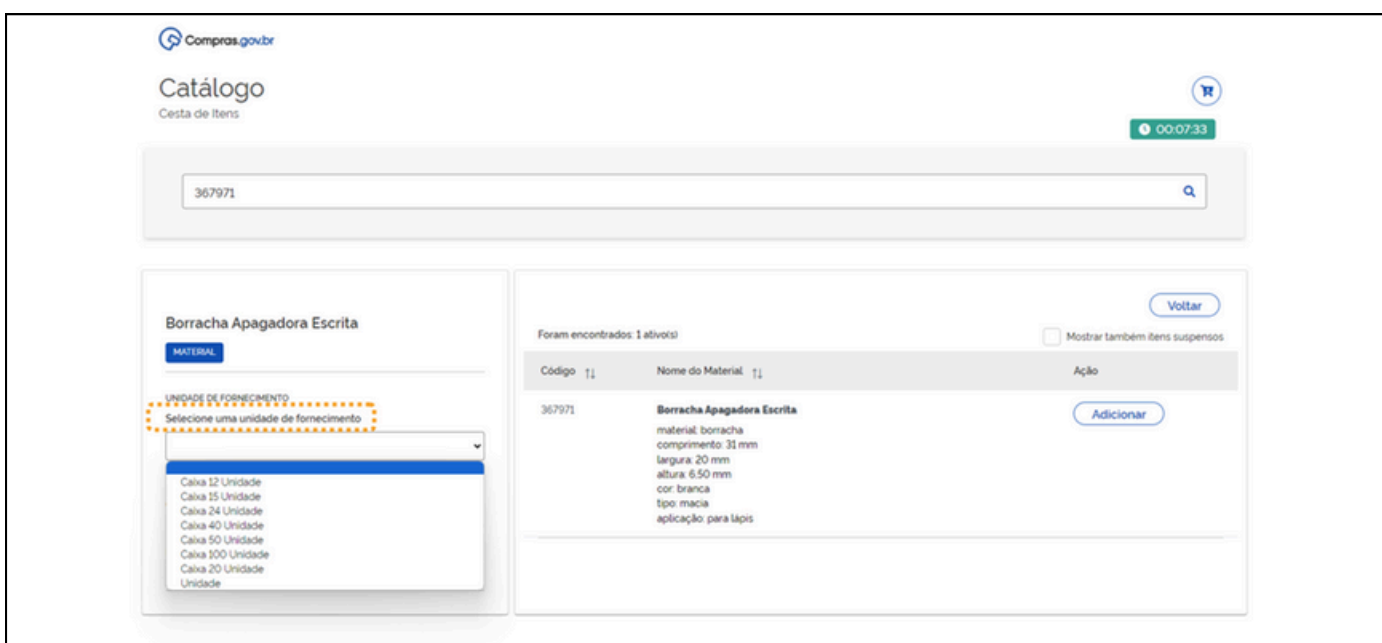 Compras.gov.br
Catálogo
Cesta de Itens
00:07:33
367971
Borracha Apagadora Escrita
MATERIAL
UNIDADE DE FORNECIMENTO
Selecione uma unidade de fornecimento
Caixa 12 Unidade
Caixa 15 Unidade
Caixa 24 Unidade
Caixa 40 Unidade
Caixa 50 Unidade
Caixa 100 Unidade
Caixa 20 Unidade
Unidade
Voltar
Foram encontrados: 1 ativo(s)
Mostrar também itens suspensos
Código Nome do Material Ação
367971 Borracha Apagadora Escrita Adicionar
material: borracha
comprimento: 31 mm
largura: 20 mm
altura: 6,50 mm
cor: branca
tipo: macia
aplicação: para lápis